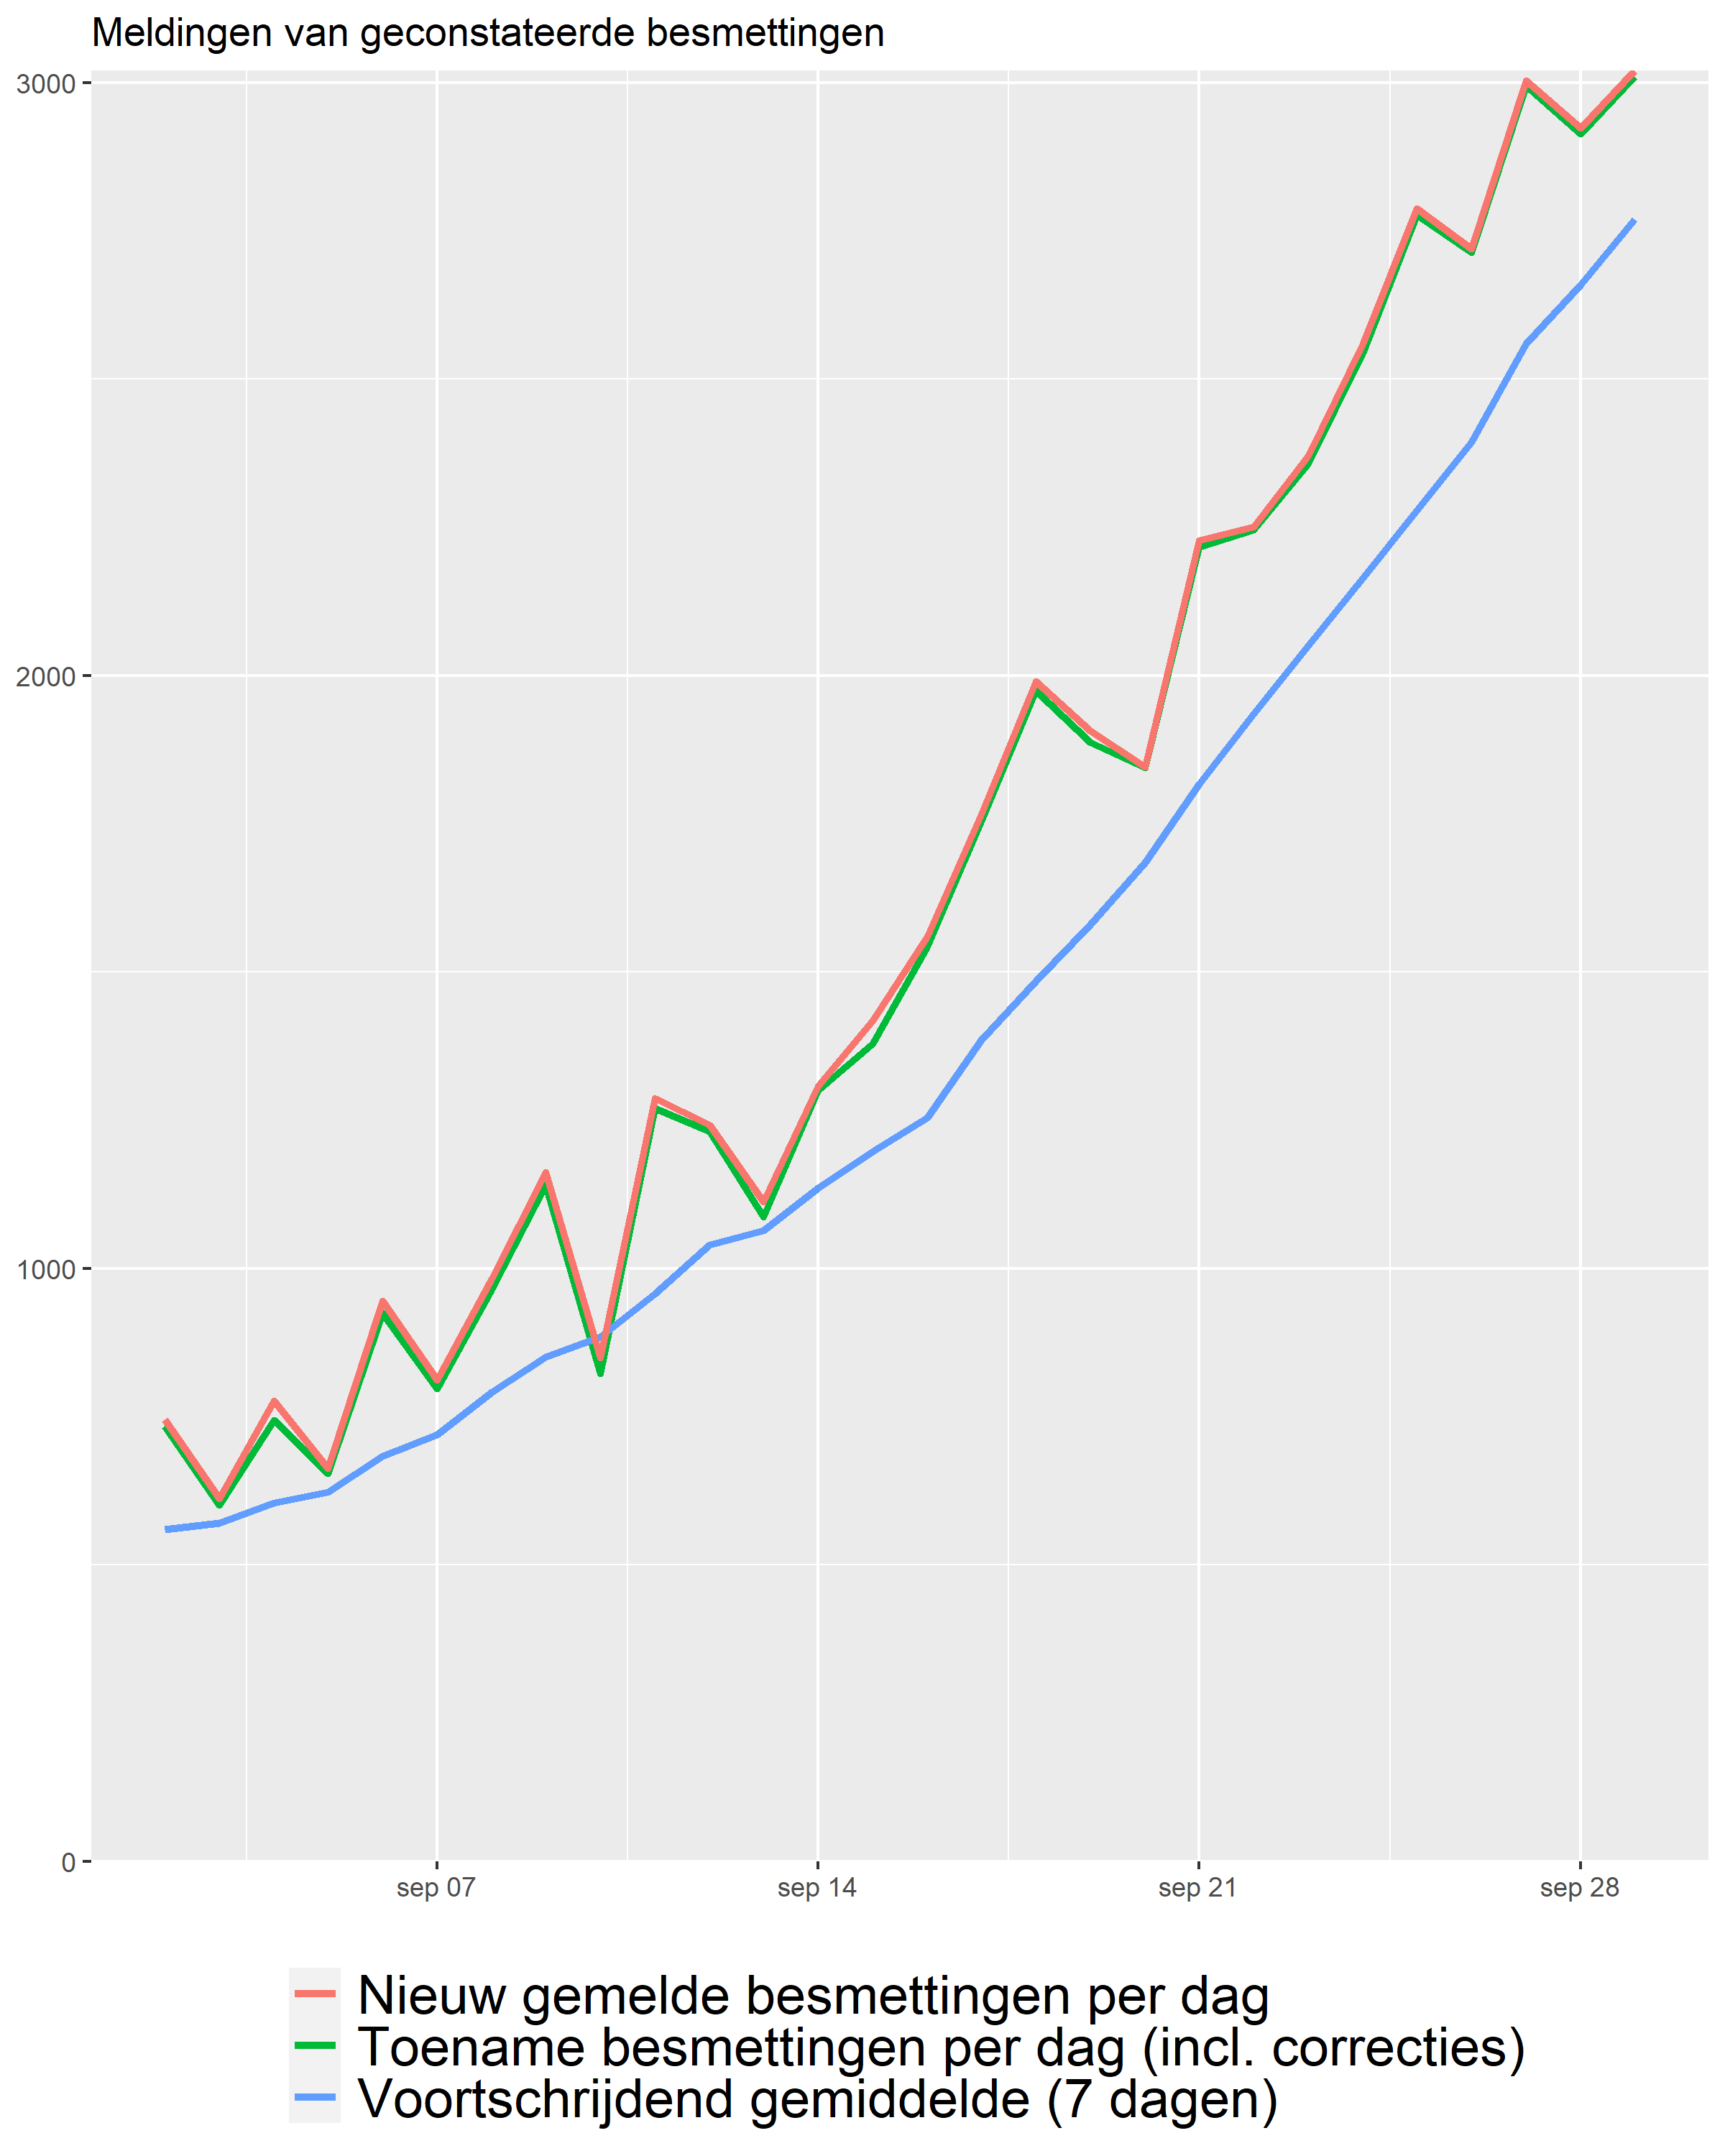 Meldingen van geconstateerde besmettingen
3000
2000
1000
0
sep 07
sep 14
sep 21
sep 28
Nieuw gemelde besmettingen per dag
Toename besmettingen per dag (incl. correcties)
Voortschrijdend gemiddelde (7 dagen)